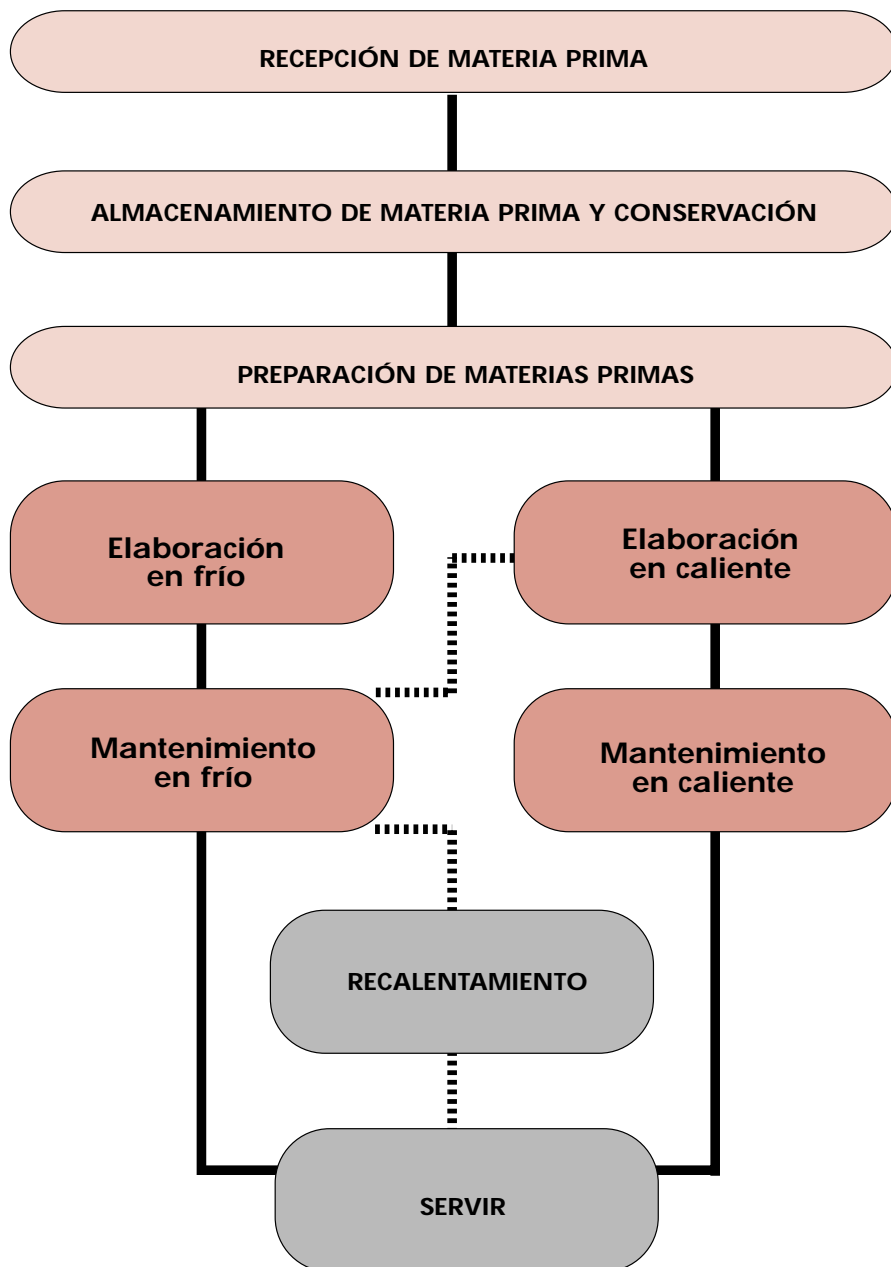 RECEPCIÓN DE MATERIA PRIMA
ALMACENAMIENTO DE MATERIA PRIMA Y CONSERVACIÓN
PREPARACIÓN DE MATERIAS PRIMAS
Elaboración
en frío
Elaboración
en caliente
Mantenimiento
en frío
Mantenimiento
en caliente
RECALENTAMIENTO
SERVIR